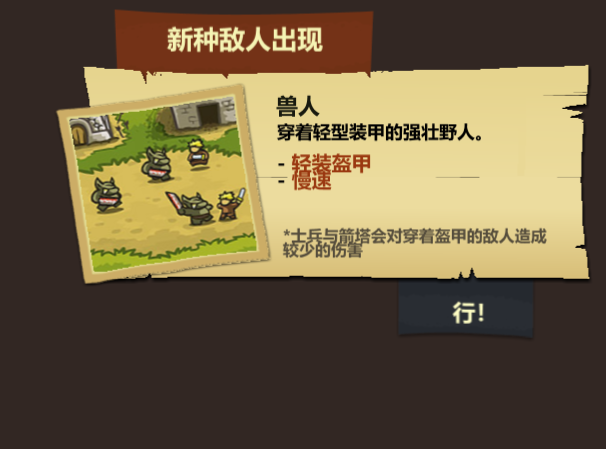 新种敌人出现
兽人
穿着轻型装甲的强壮野人。
- 轻装盔甲
- 慢速
*士兵与箭塔会对穿着盔甲的敌人造成
较少的伤害
行!